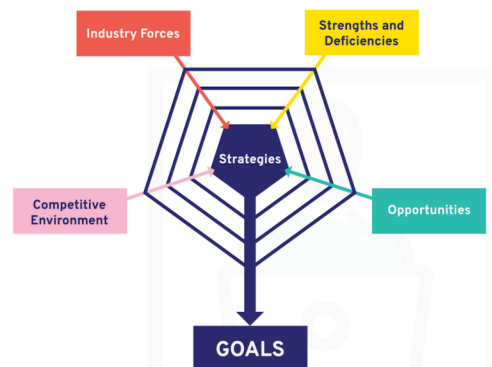 Industry Forces
Strengths and
Deficiencies
Strategies
Competitive
Environment
Opportunities
GOALS